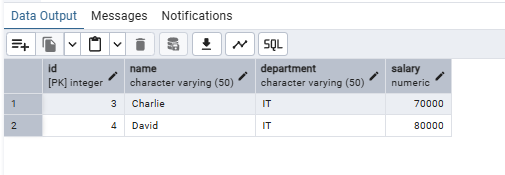 Data Output Messages Notifications
SQL
id name department salary
[PK] integer character varying (50) character varying (50) numeric
1 3 Charlie IT 70000
2 4 David IT 80000